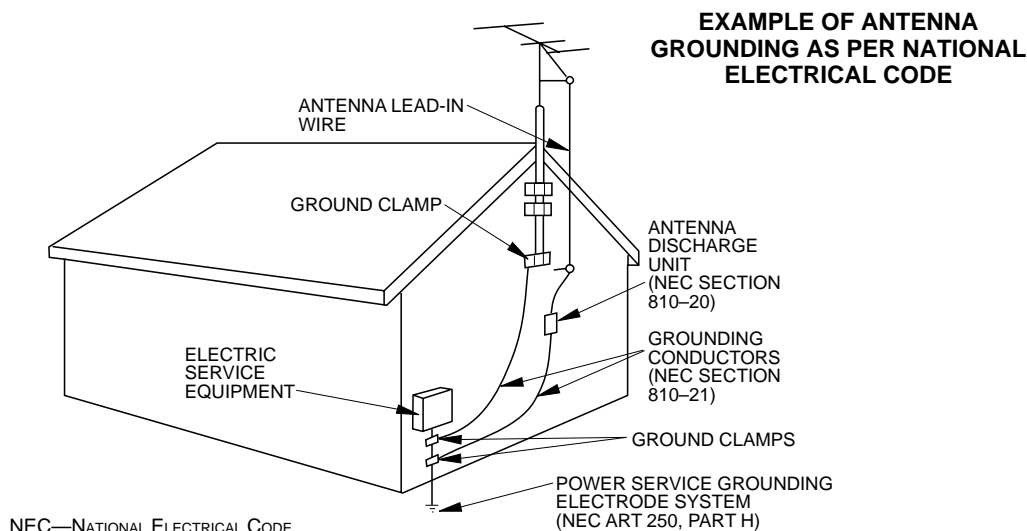 EXAMPLE OF ANTENNA
GROUNDING AS PER NATIONAL
ELECTRICAL CODE
ANTENNA LEAD-IN
WIRE
GROUND CLAMP
ANTENNA
DISCHARGE
UNIT
(NEC SECTION
810–20)
ELECTRIC
SERVICE
EQUIPMENT
GROUNDING
CONDUCTORS
(NEC SECTION
810–21)
GROUND CLAMPS
POWER SERVICE GROUNDING
ELECTRODE SYSTEM
(NEC ART 250, PART H)
NEC—NATIONAL ELECTRICAL CODE